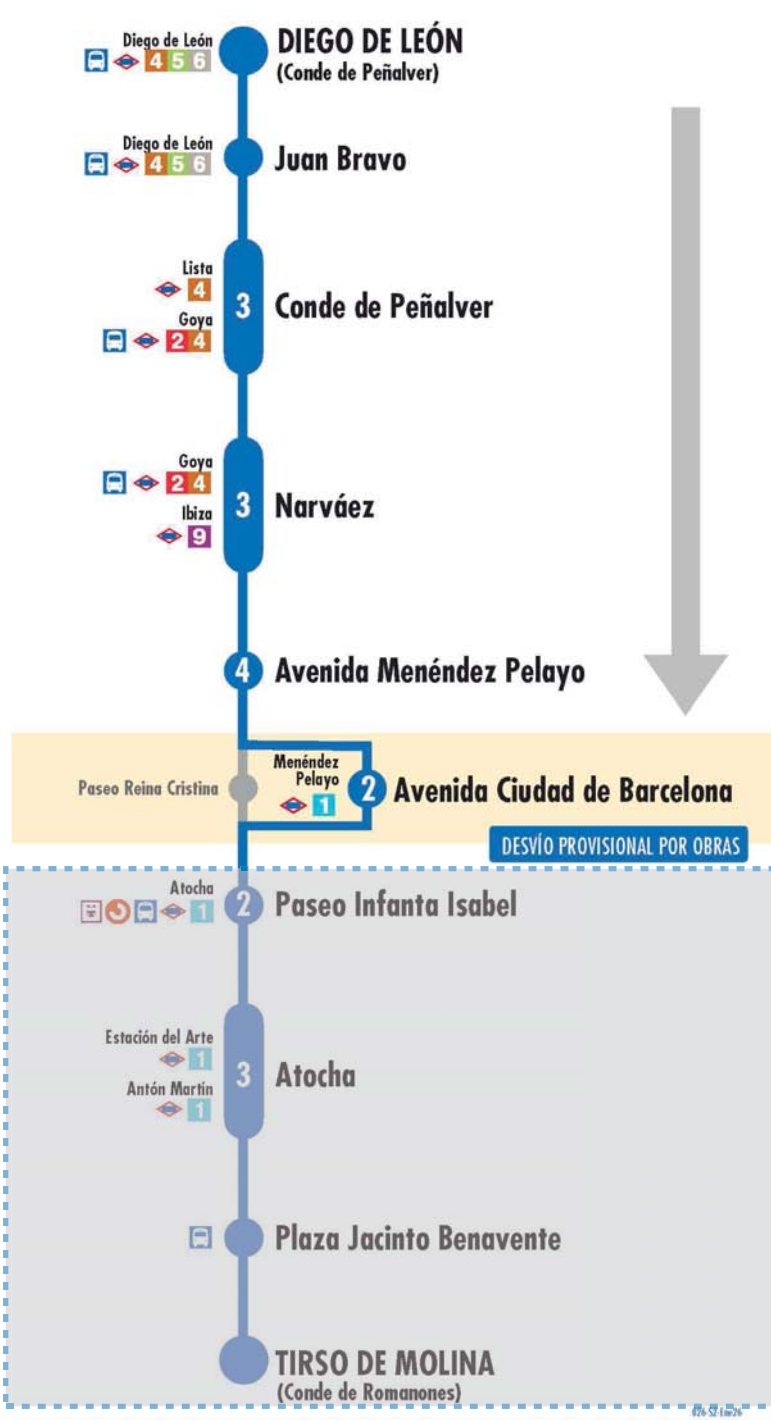 Diego de León
4 5 6
DIEGO DE LEÓN
(Conde de Peñalver)
Diego de León
4 5 6
Juan Bravo
Lista
4
Goya
2 4
3
Conde de Peñalver
Goya
2 4
Ibiza
9
3
Narváez
4
Avenida Menéndez Pelayo
Paseo Reina Cristina
Menéndez
Pelayo
1
2
Avenida Ciudad de Barcelona
DESVÍO PROVISIONAL POR OBRAS
Atocha
1
2
Paseo Infanta Isabel
Estación del Arte
1
Antón Martín
1
3
Atocha
Plaza Jacinto Benavente
TIRSO DE MOLINA
(Conde de Romanones)
026-S2-Ene26